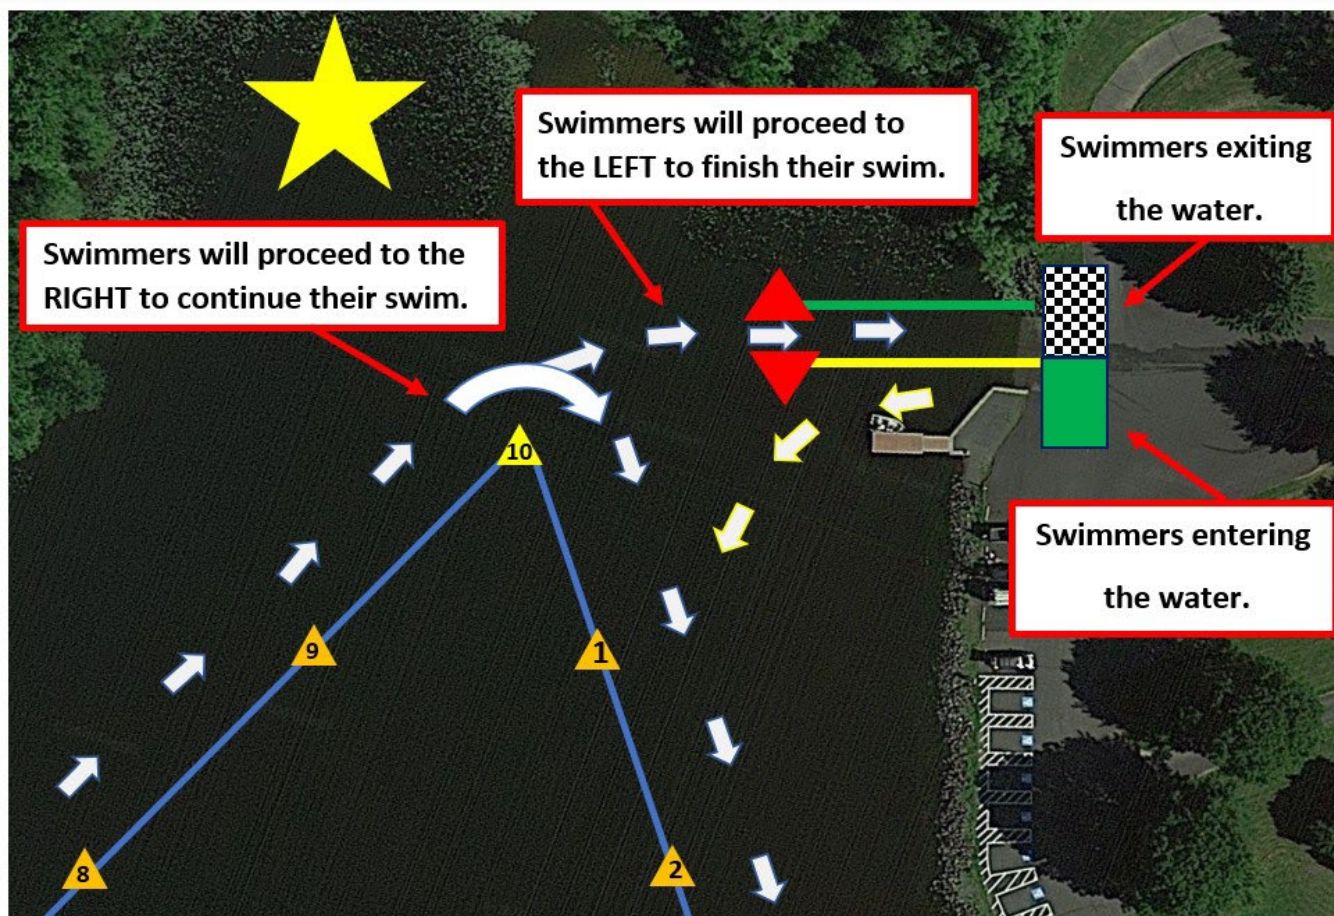 Swimmers will proceed to
the LEFT to finish their swim.
Swimmers exiting
the water.
Swimmers will proceed to the
RIGHT to continue their swim.
10
Swimmers entering
the water.
9
1
8
2